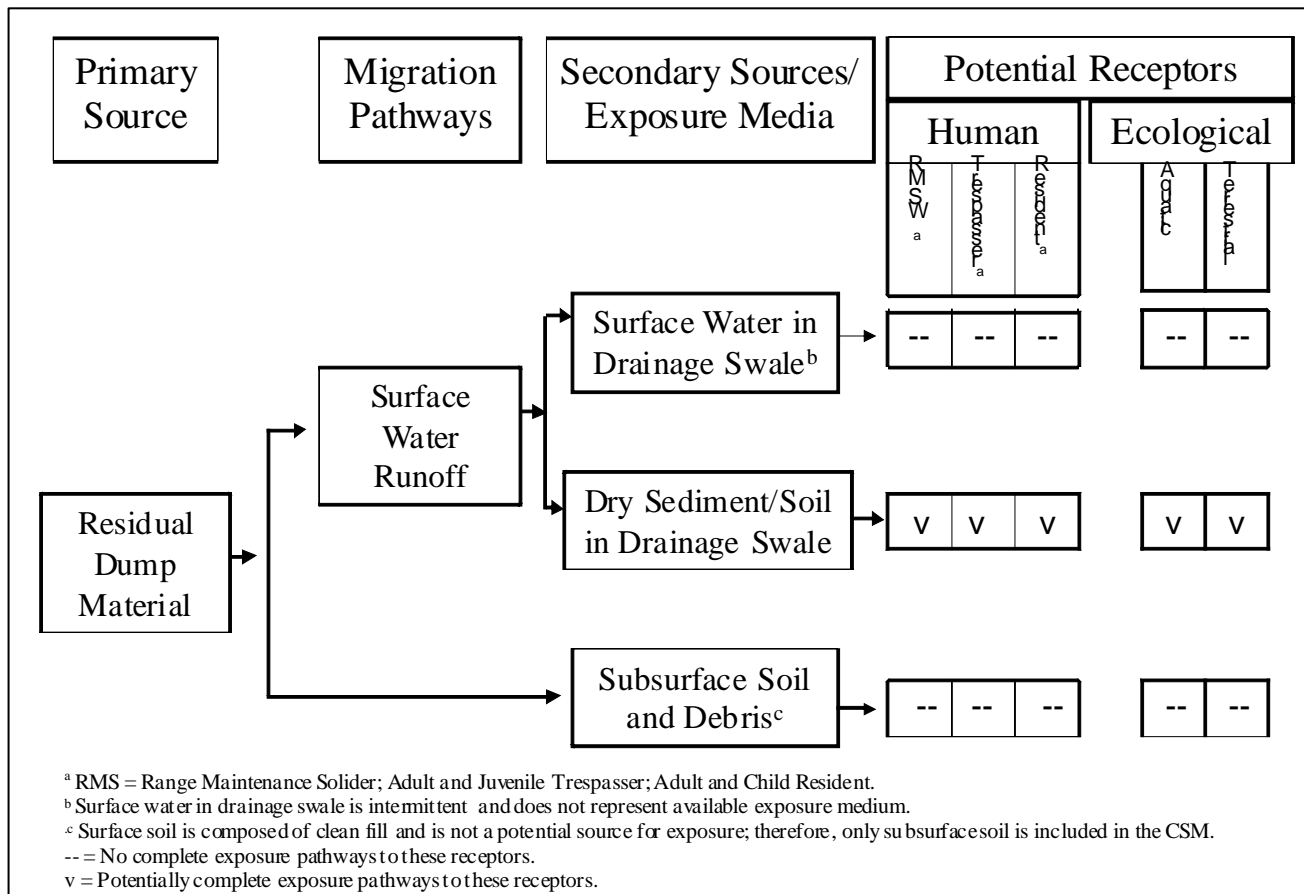 Primary
Source
Migration
Pathways
Secondary Sources/
Exposure Media
Potential Receptors
Human
Ecological
RMSW a
Trespasser a
Resident a
Aquatic
Terrestrial
Surface Water in
Drainage Swale b
-- -- -- -- --
Surface
Water
Runoff
Dry Sediment/Soil
in Drainage Swale
v v v v v
Residual
Dump
Material
Subsurface Soil
and Debris c
-- -- -- -- --
a RMS = Range Maintenance Solider; Adult and Juvenile Trespasser; Adult and Child Resident.
b Surface water in drainage swale is intermittent and does not represent available exposure medium.
c Surface soil is composed of clean fill and is not a potential source for exposure; therefore, only subsurface soil is included in the CSM.
-- = No complete exposure pathways to these receptors.
v = Potentially complete exposure pathways to these receptors.